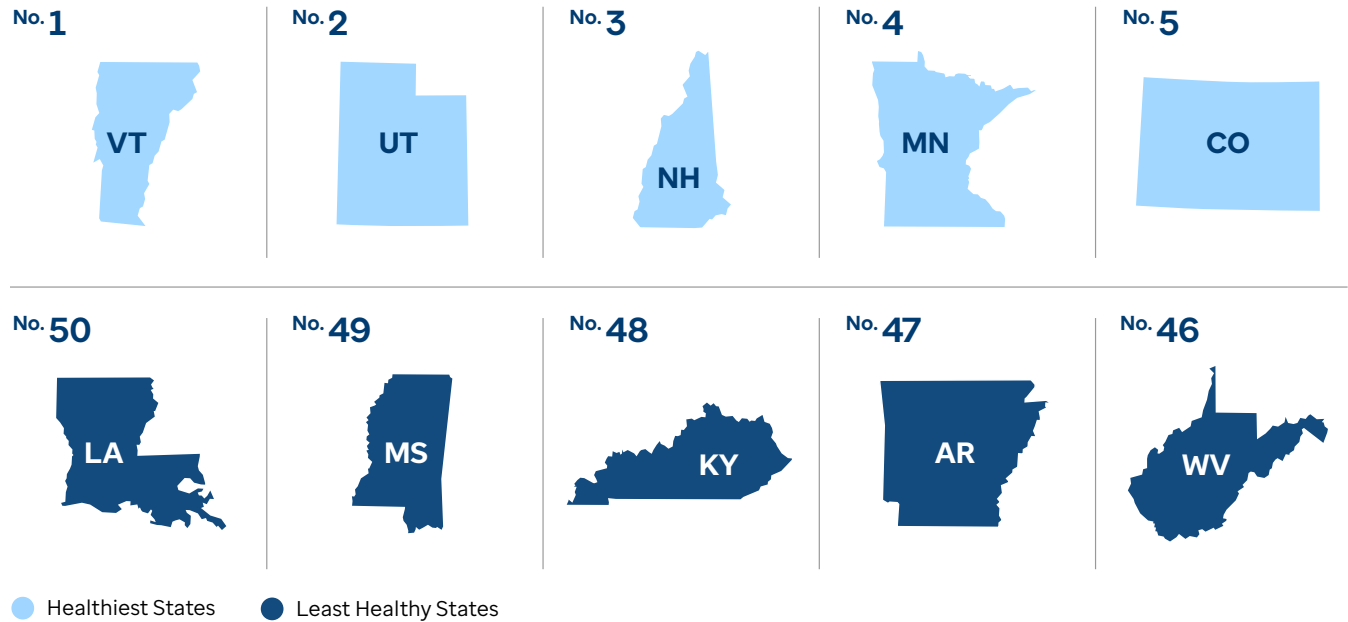 No. 1
No. 2
No. 3
No. 4
No. 5
VT
UT
NH
MN
CO
No. 50
No. 49
No. 48
No. 47
No. 46
LA
MS
KY
AR
WV
Healthiest States
Least Healthy States